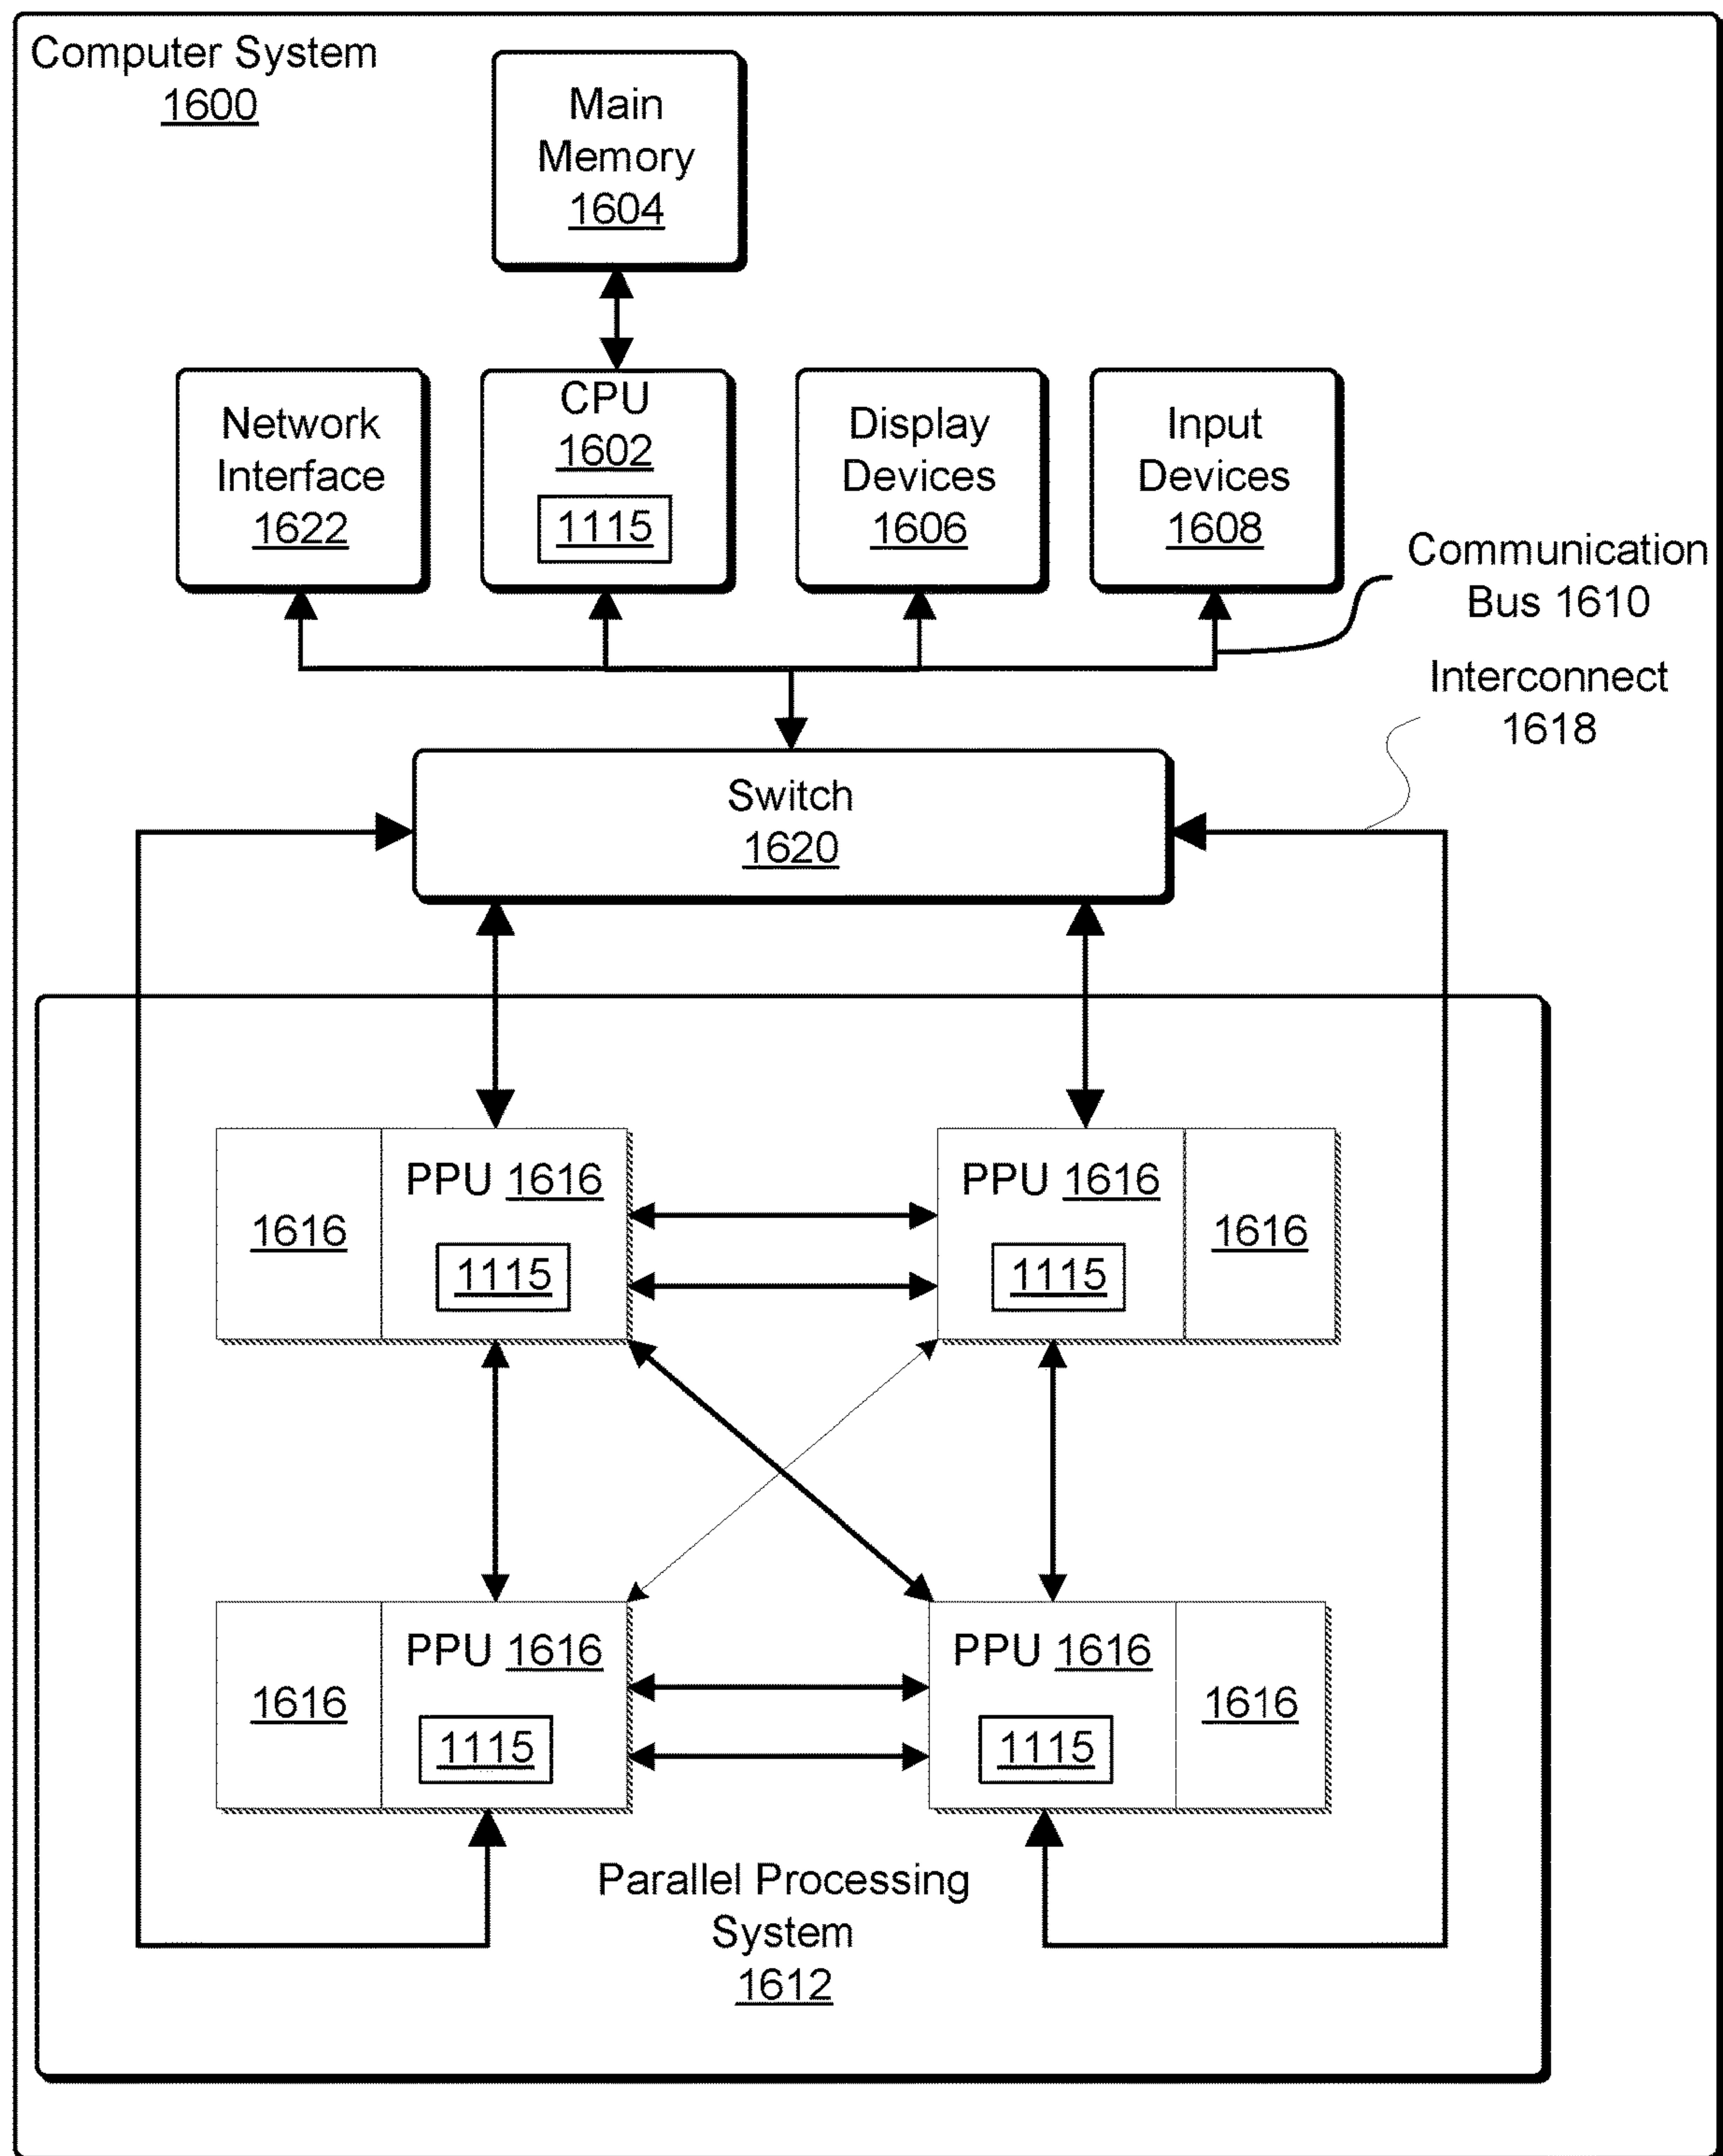 Computer System
1600
Main
Memory
1604
Network
Interface
1622
CPU
1602
1115
Display
Devices
1606
Input
Devices
1608
Communication
Bus 1610
Interconnect
1618
Switch
1620
1616
PPU 1616
1115
PPU 1616
1115
1616
1616
PPU 1616
1115
PPU 1616
1115
1616
Parallel Processing
System
1612